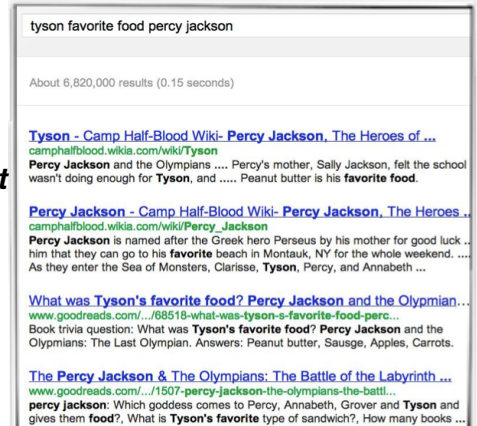 tyson favorite food percy jackson
About 6,820,000 results (0.15 seconds)
Tyson - Camp Half-Blood Wiki- Percy Jackson, The Heroes of ...
camphalfblood.wikia.com/wiki/Tyson
Percy Jackson and the Olympians .... Percy's mother, Sally Jackson, felt the school
wasn't doing enough for Tyson, and ..... Peanut butter is his favorite food.
t
Percy Jackson - Camp Half-Blood Wiki- Percy Jackson, The Heroes ..
camphalfblood.wikia.com/wiki/Percy_Jackson
Percy Jackson is named after the Greek hero Perseus by his mother for good luck ..
him that they can go to his favorite beach in Montauk, NY for the whole weekend. ....
As they enter the Sea of Monsters, Clarisse, Tyson, Percy, and Annabeth ...
What was Tyson's favorite food? Percy Jackson and the Olypmian...
www.goodreads.com/.../68518-what-was-tyson-s-favorite-food-perc...
Book trivia question: What was Tyson's favorite food? Percy Jackson and the
Olypmians: The Last Olympian. Answers: Peanut butter, Sausge, Apples, Carrots.
The Percy Jackson & The Olympians: The Battle of the Labyrinth ...
www.goodreads.com/.../1507-percy-jackson-the-olympians-the-battl...
percy jackson: Which goddess comes to Percy, Annabeth, Grover and Tyson and
gives them food?, What is Tyson's favorite type of sandwich?, How many books ...